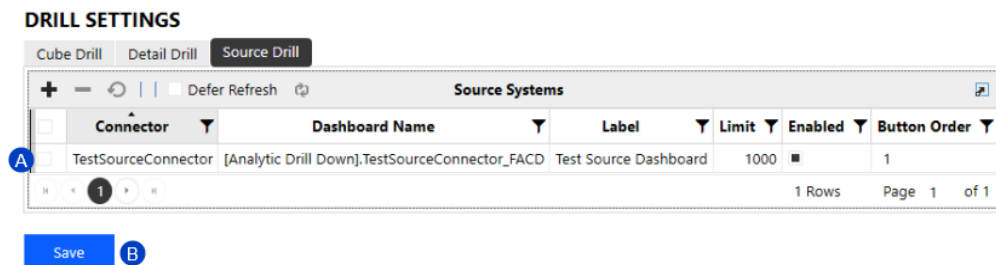 DRILL SETTINGS
Cube Drill Detail Drill Source Drill
Defer Refresh Source Systems
Connector Dashboard Name Label Limit Enabled Button Order
A TestSourceConnector [Analytic Drill Down].TestSourceConnector_FACD Test Source Dashboard 1000 1
1 1 Rows Page 1 of 1
Save B